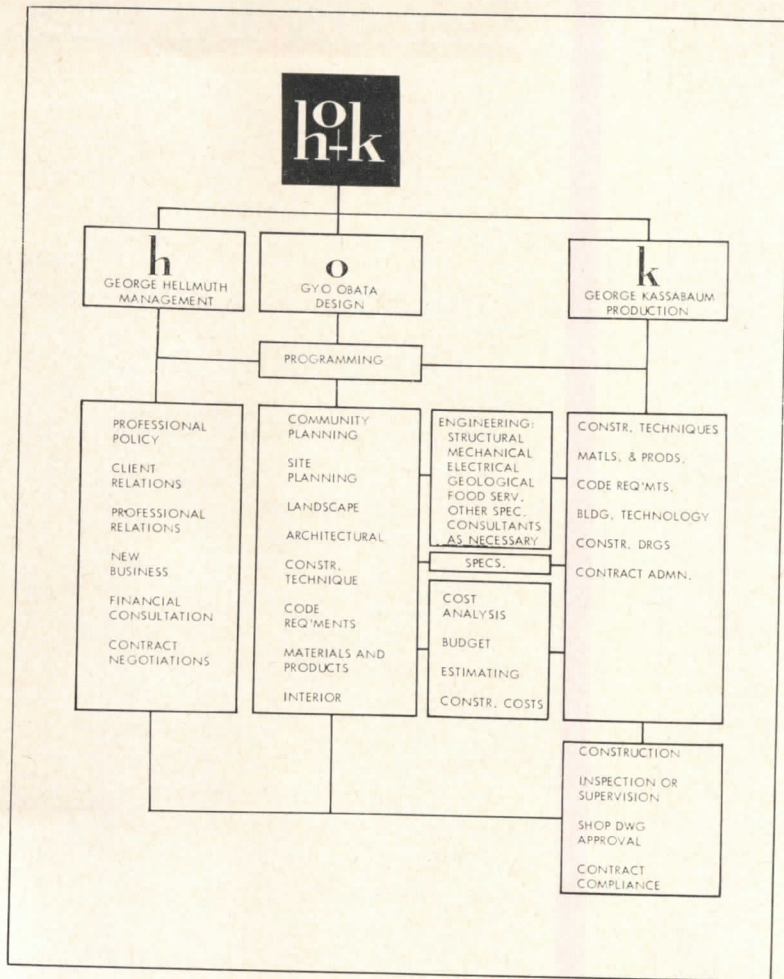 ho+k
h
GEORGE HELLMUTH
MANAGEMENT
o
GYO OBATA
DESIGN
k
GEORGE KASSABAUM
PRODUCTION
PROGRAMMING
PROFESSIONAL
POLICY
CLIENT
RELATIONS
PROFESSIONAL
RELATIONS
NEW
BUSINESS
FINANCIAL
CONSULTATION
CONTRACT
NEGOTIATIONS
COMMUNITY
PLANNING
SITE
PLANNING
LANDSCAPE
ARCHITECTURAL
CONSTR.
TECHNIQUE
CODE
REQ'MENTS
MATERIALS AND
PRODUCTS
INTERIOR
ENGINEERING:
STRUCTURAL
MECHANICAL
ELECTRICAL
GEOLOGICAL
FOOD SERV.
OTHER SPEC.
CONSULTANTS
AS NECESSARY
SPECS.
COST
ANALYSIS
BUDGET
ESTIMATING
CONSTR. COSTS
CONSTR. TECHNIQUES
MATLS. & PRODS.
CODE REQ'MTS.
BLDG. TECHNOLOGY
CONSTR. DRGS
CONTRACT ADMN.
CONSTRUCTION
INSPECTION OR
SUPERVISION
SHOP DWG
APPROVAL
CONTRACT
COMPLIANCE